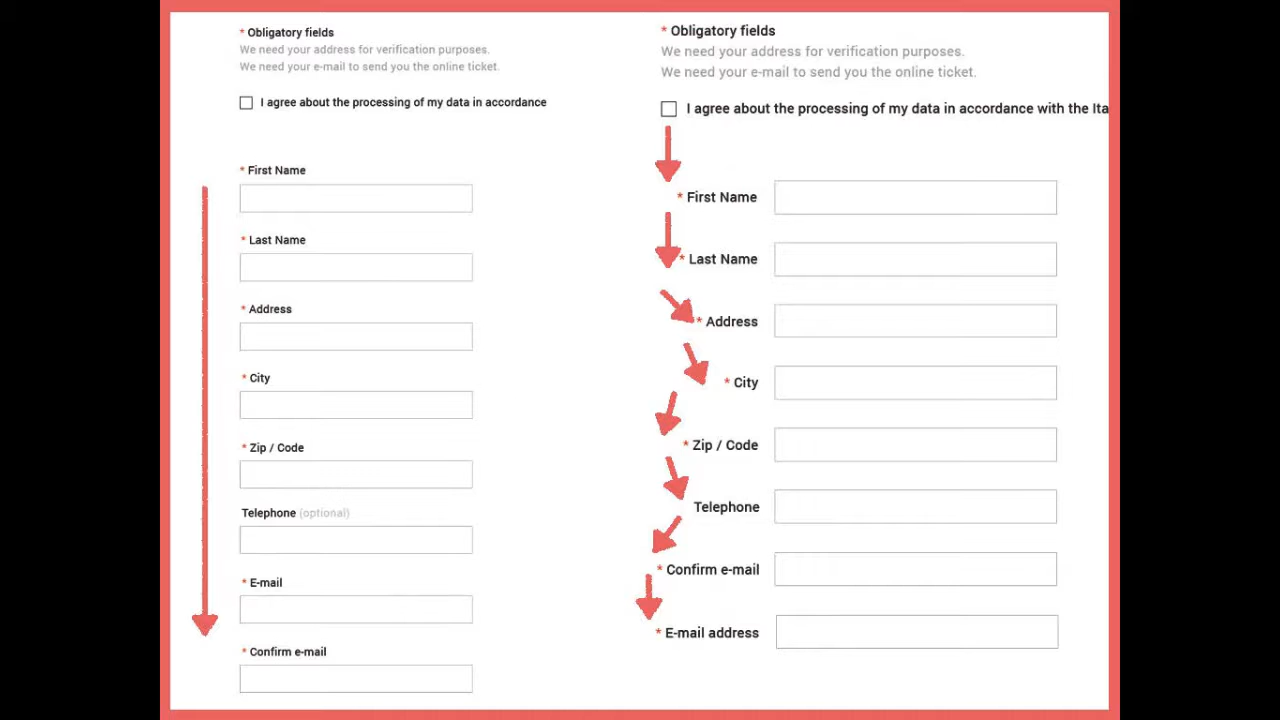 * Obligatory fields
We need your address for verification purposes.
We need your e-mail to send you the online ticket.
I agree about the processing of my data in accordance
* First Name
* Last Name
* Address
* City
* Zip / Code
Telephone (optional)
* E-mail
* Confirm e-mail
* Obligatory fields
We need your address for verification purposes.
We need your e-mail to send you the online ticket.
I agree about the processing of my data in accordance with the Ita
* First Name
* Last Name
* Address
* City
* Zip / Code
Telephone
* Confirm e-mail
* E-mail address